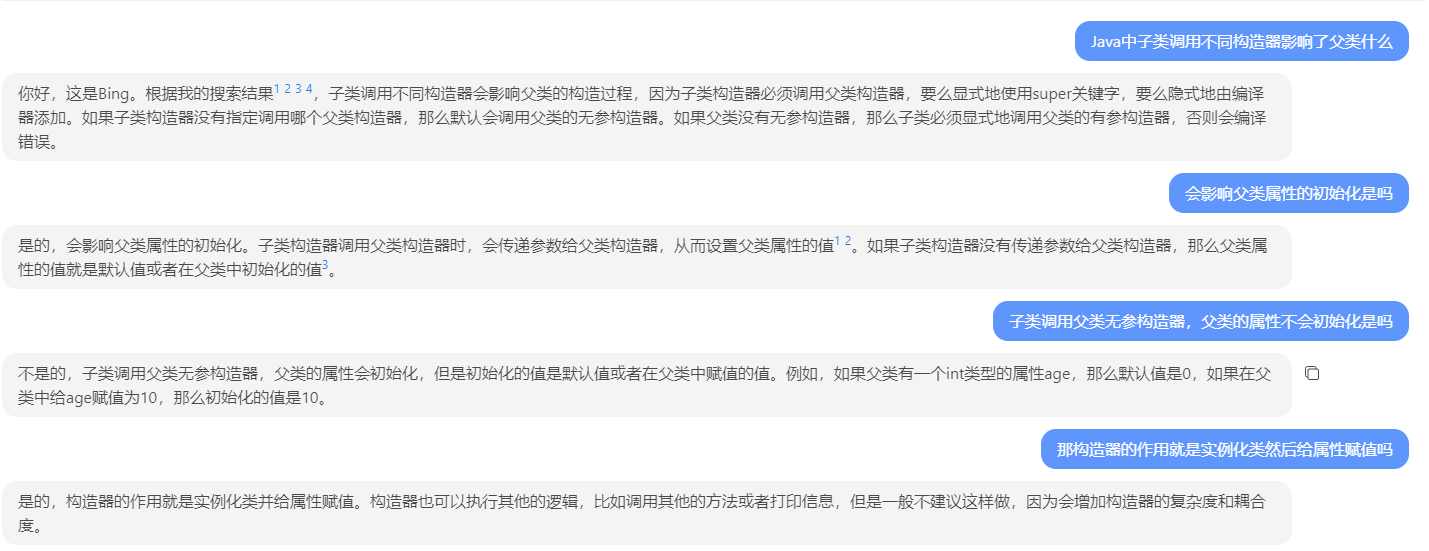 Java中子类调用不同构造器影响了父类什么
你好，这是Bing。根据我的搜索结果1 2 3 4，子类调用不同构造器会影响父类的构造过程，因为子类构造器必须调用父类构造器，要么显式地使用super关键字，要么隐式地由编译
器添加。如果子类构造器没有指定调用哪个父类构造器，那么默认会调用父类的无参构造器。如果父类没有无参构造器，那么子类必须显式地调用父类的有参构造器，否则会编译
错误。
会影响父类属性的初始化是吗
是的，会影响父类属性的初始化。子类构造器调用父类构造器时，会传递参数给父类构造器，从而设置父类属性的值1 2。如果子类构造器没有传递参数给父类构造器，那么父类属
性的值就是默认值或者在父类中初始化的值3。
子类调用父类无参构造器，父类的属性不会初始化是吗
不是的，子类调用父类无参构造器，父类的属性会初始化，但是初始化的值是默认值或者在父类中赋值的值。例如，如果父类有一个int类型的属性age，那么默认值是0，如果在父
类中给age赋值为10，那么初始化的值是10。
那构造器的作用就是实例化类然后给属性赋值吗
是的，构造器的作用就是实例化类并给属性赋值。构造器也可以执行其他的逻辑，比如调用其他的方法或者打印信息，但是一般不建议这样做，因为会增加构造器的复杂度和耦合
度。